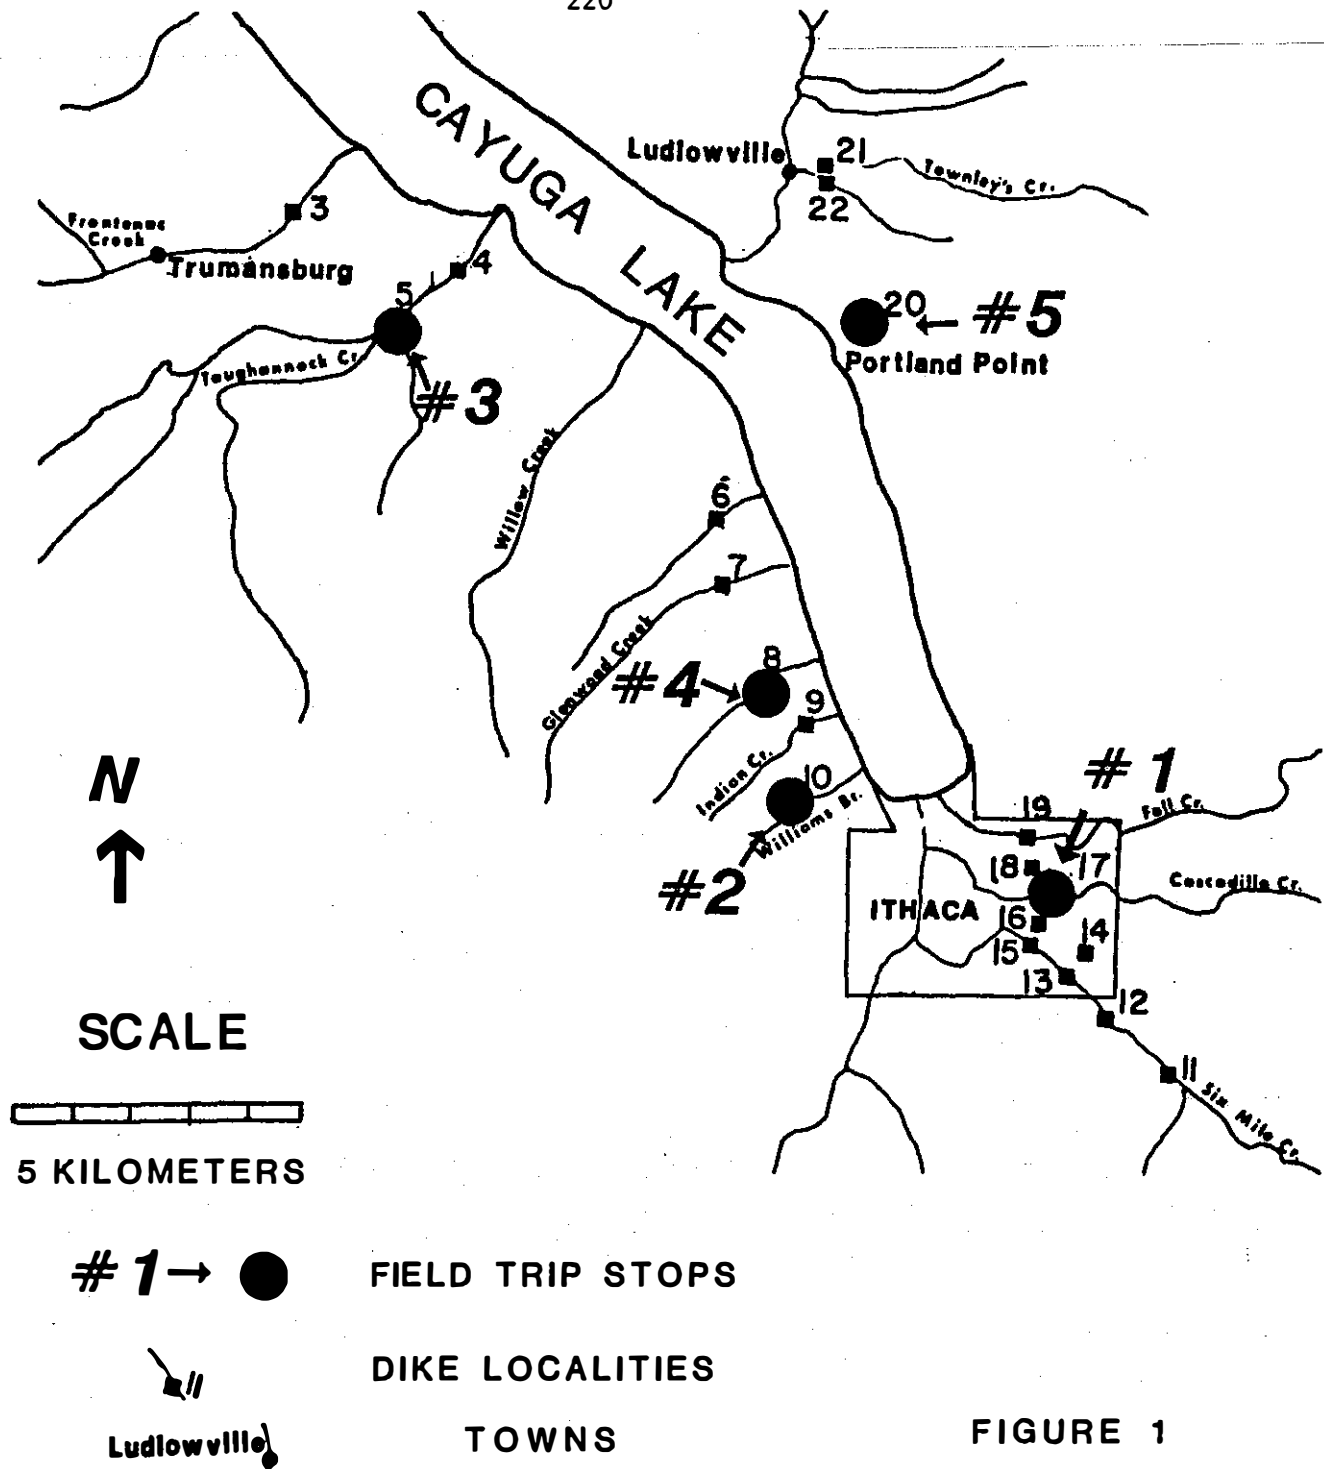 220
CAYUGA LAKE
Ludlowville
21
22
Townley's Cr.
3
Frontenac
Creek
Trumansburg
4
5
20
#5
Portland Point
Taughannock Cr.
#3
Willow Creek
6
7
Glenwood Creek
8
#4
9
Indian Cr.
10
Williams Br.
#2
N
#1
19
Fall Cr.
18
17
Cascadilla Cr.
ITHACA
16
15
14
13
12
11
Six Mile Cr.
SCALE
5 KILOMETERS
#1 → FIELD TRIP STOPS
11 DIKE LOCALITIES
Ludlowville TOWNS
FIGURE 1